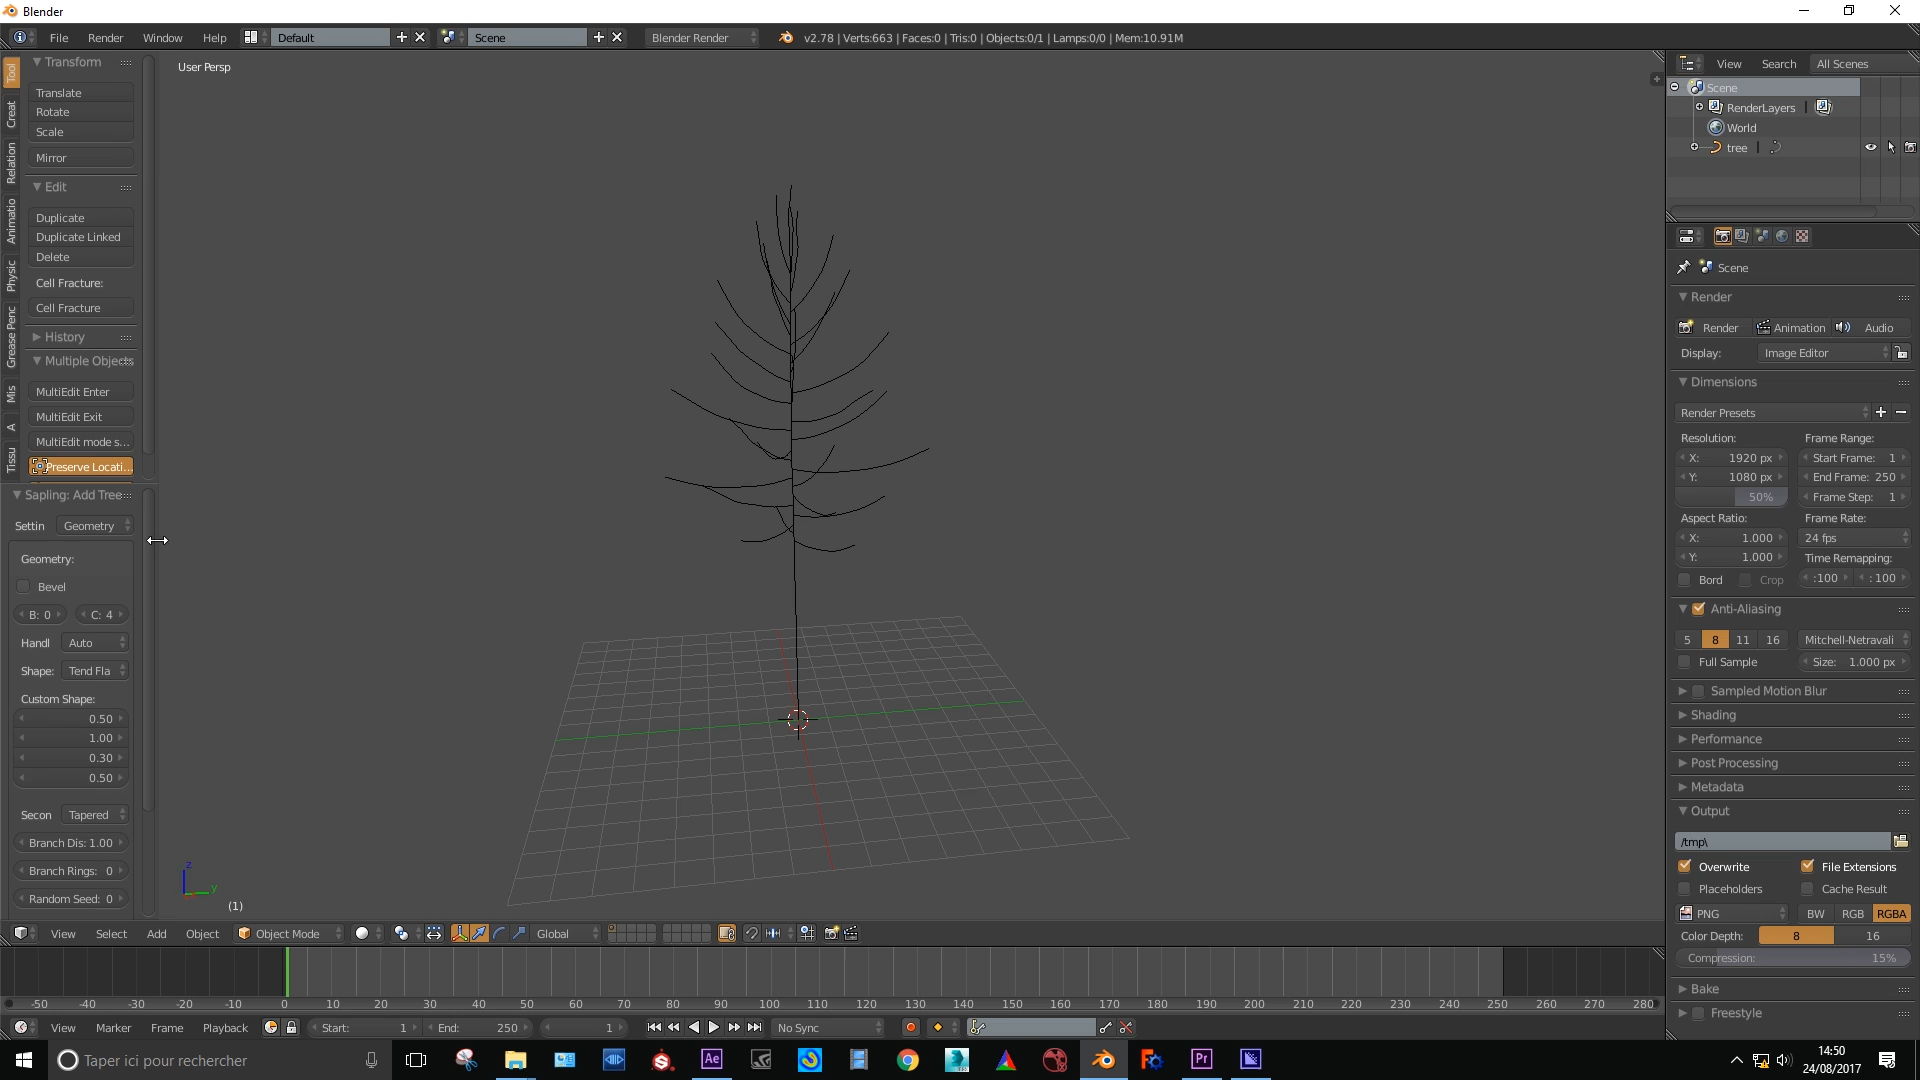 Blender
File Render Window Help Default Scene Blender Render v2.78 | Verts:663 | Faces:0 | Tris:0 | Objects:0/1 | Lamps:0/0 | Mem:10.91M
User Persp
Tool
Creat
Relation
Animatio
Physic
Grease Penc
Mis
A
Tissu
Transform
Translate
Rotate
Scale
Mirror
Edit
Duplicate
Duplicate Linked
Delete
Cell Fracture:
Cell Fracture
History
Multiple Objects
MultiEdit Enter
MultiEdit Exit
MultiEdit mode s...
Preserve Locati...
Sapling: Add Tree
Settin Geometry
Geometry:
Bevel
B: 0 C: 4
Handl Auto
Shape: Tend Fla
Custom Shape:
0.50
1.00
0.30
0.50
Secon Tapered
Branch Dis: 1.00
Branch Rings: 0
Random Seed: 0
z
y
(1)
View Select Add Object Object Mode Global
-50 -40 -30 -20 -10 0 10 20 30 40 50 60 70 80 90 100 110 120 130 140 150 160 170 180 190 200 210 220 230 240 250 260 270 280
View Marker Frame Playback Start: 1 End: 250 1 No Sync
View Search All Scenes
Scene
RenderLayers |
World
tree |
Scene
Render
Render Animation Audio
Display: Image Editor
Dimensions
Render Presets
Resolution: Frame Range:
X: 1920 px Start Frame: 1
Y: 1080 px End Frame: 250
50% Frame Step: 1
Aspect Ratio: Frame Rate:
X: 1.000 24 fps
Y: 1.000 Time Remapping:
Bord Crop :100 : 100
Anti-Aliasing
5 8 11 16 Mitchell-Netravali
Full Sample Size: 1.000 px
Sampled Motion Blur
Shading
Performance
Post Processing
Metadata
Output
/tmp\
Overwrite File Extensions
Placeholders Cache Result
PNG BW RGB RGBA
Color Depth: 8 16
Compression: 15%
Bake
Freestyle
Taper ici pour rechercher
Ae
Pr
14:50
24/08/2017